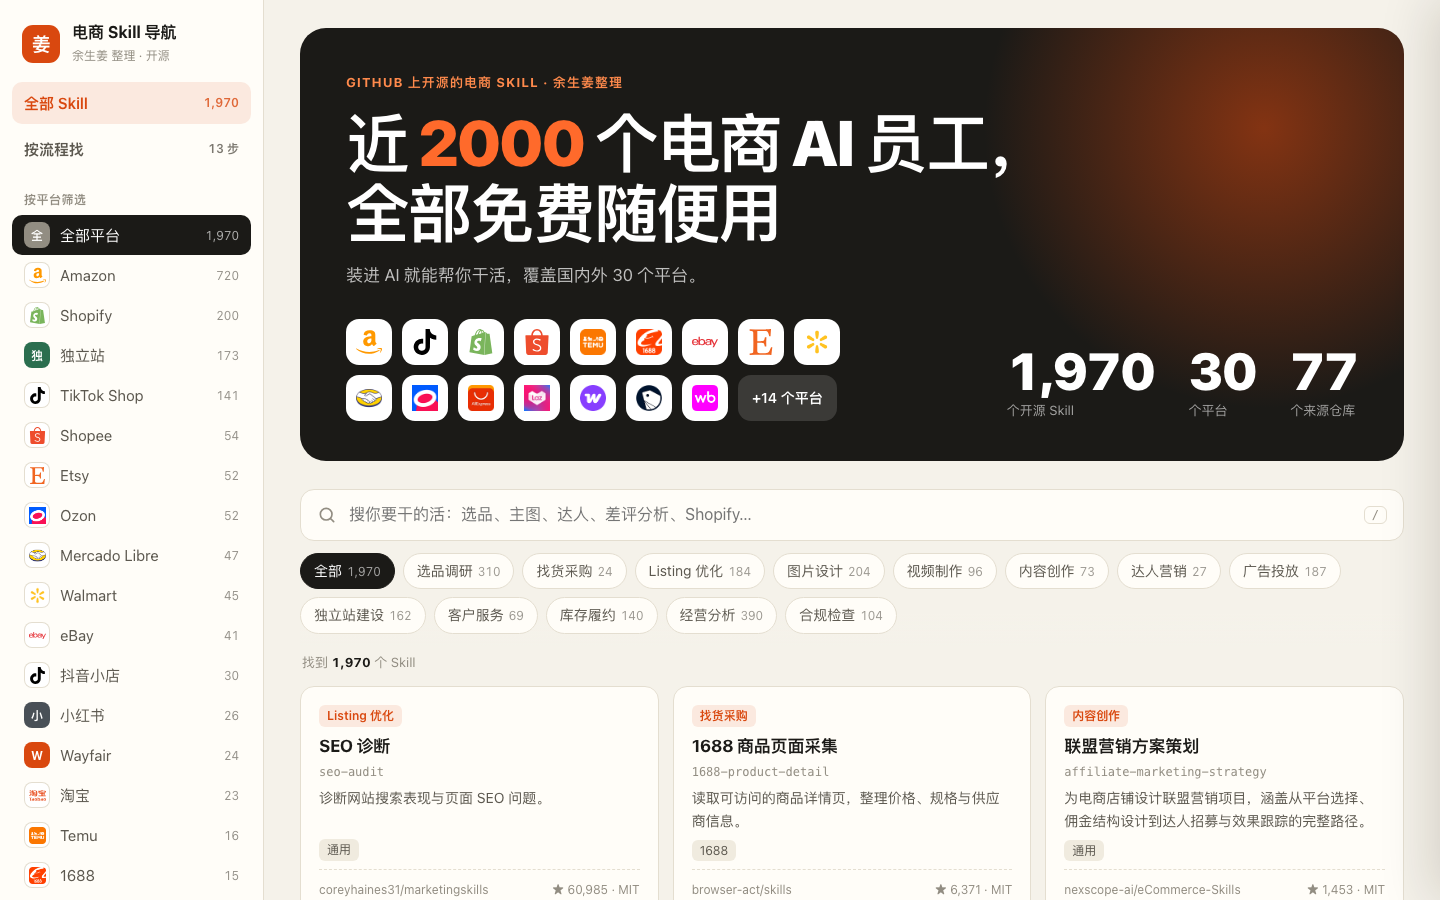 姜
电商 Skill 导航
余生姜 整理 · 开源
全部 Skill 1,970
按流程找 13 步
按平台筛选
全 全部平台 1,970
Amazon 720
Shopify 200
独 独立站 173
TikTok Shop 141
Shopee 54
Etsy 52
Ozon 52
Mercado Libre 47
Walmart 45
ebay eBay 41
抖音小店 30
小 小红书 26
W Wayfair 24
淘宝 淘宝 23
TEMU Temu 16
1688 15
GITHUB 上开源的电商 SKILL · 余生姜整理
近 2000 个电商 AI 员工，
全部免费随便用
装进 AI 就能帮你干活，覆盖国内外 30 个平台。
a S S TEMU 1688 ebay E
Laz w wb +14 个平台
1,970 30 77
个开源 Skill 个平台 个来源仓库
搜你要干的活：选品、主图、达人、差评分析、Shopify… /
全部 1,970 选品调研 310 找货采购 24 Listing 优化 184 图片设计 204 视频制作 96 内容创作 73 达人营销 27 广告投放 187
独立站建设 162 客户服务 69 库存履约 140 经营分析 390 合规检查 104
找到 1,970 个 Skill
Listing 优化
SEO 诊断
seo-audit
诊断网站搜索表现与页面 SEO 问题。
通用
coreyhaines31/marketingskills ★ 60,985 · MIT
找货采购
1688 商品页面采集
1688-product-detail
读取可访问的商品详情页，整理价格、规格与供应
商信息。
1688
browser-act/skills ★ 6,371 · MIT
内容创作
联盟营销方案策划
affiliate-marketing-strategy
为电商店铺设计联盟营销项目，涵盖从平台选择、
佣金结构设计到达人招募与效果跟踪的完整路径。
通用
nexscope-ai/eCommerce-Skills ★ 1,453 · MIT